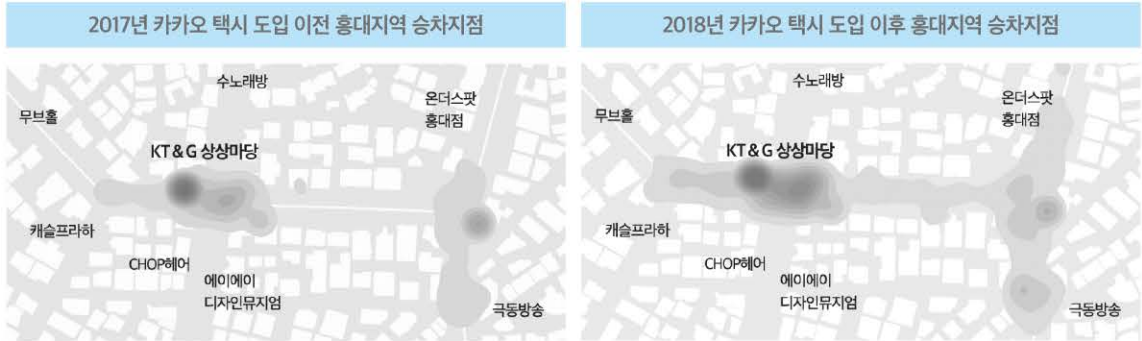 2017년 카카오 택시 도입 이전 홍대지역 승차지점
수노래방
온더스팟
홍대점
무브홀
KT & G 상상마당
캐슬프라하
CHOP헤어
에이에이
디자인뮤지엄
극동방송
2018년 카카오 택시 도입 이후 홍대지역 승차지점
수노래방
온더스팟
홍대점
무브홀
KT & G 상상마당
캐슬프라하
CHOP헤어
에이에이
디자인뮤지엄
극동방송